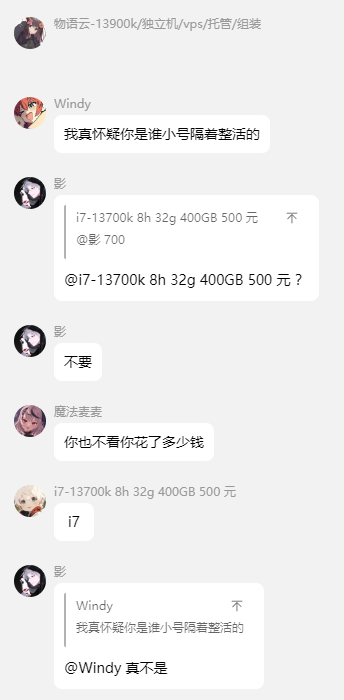 物语云-13900k/独立机/vps/托管/组装
Windy
我真怀疑你是谁小号隔着整活的
影
i7-13700k 8h 32g 400GB 500 元
@影 700
@i7-13700k 8h 32g 400GB 500 元 ?
影
不要
魔法麦麦
你也不看你花了多少钱
i7-13700k 8h 32g 400GB 500 元
i7
影
Windy
我真怀疑你是谁小号隔着整活的
@Windy 真不是